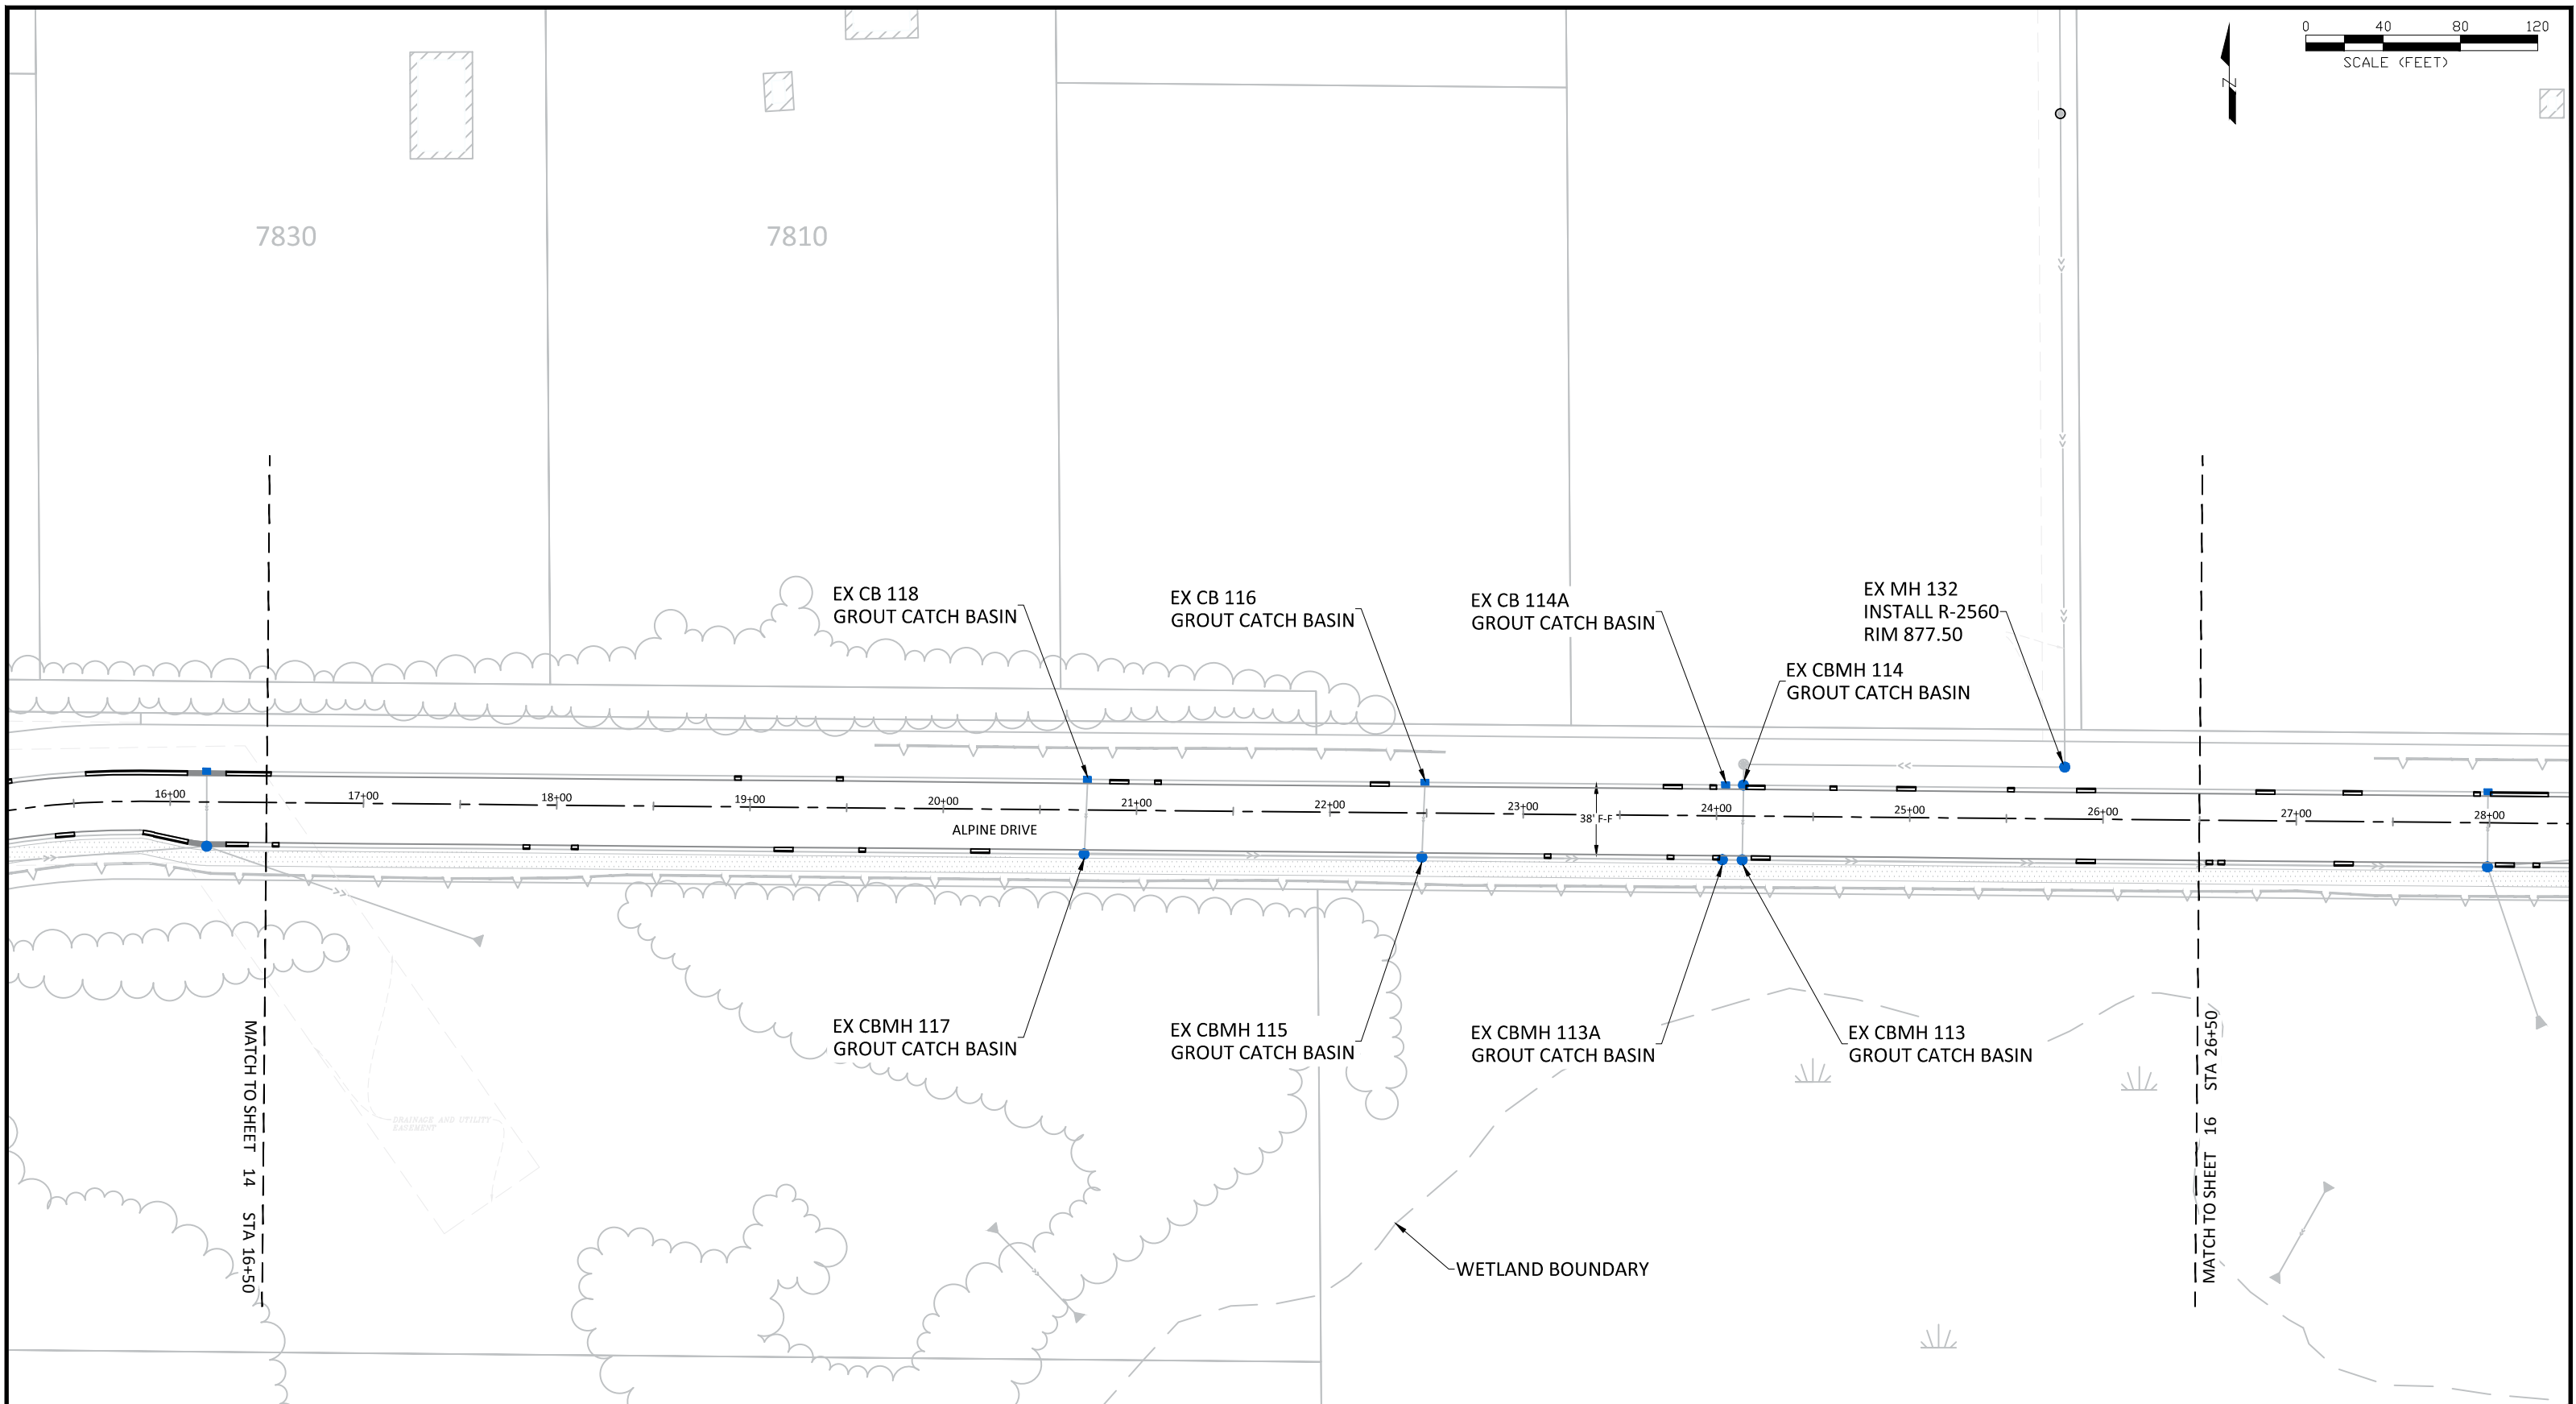 0 40 80 120
SCALE (FEET)
N
7830
7810
EX CB 118
GROUT CATCH BASIN
EX CB 116
GROUT CATCH BASIN
EX CB 114A
GROUT CATCH BASIN
EX MH 132
INSTALL R-2560
RIM 877.50
EX CBMH 114
GROUT CATCH BASIN
16+00
17+00
18+00
19+00
20+00
21+00
22+00
23+00
24+00
25+00
26+00
27+00
28+00
38' F-F
ALPINE DRIVE
EX CBMH 117
GROUT CATCH BASIN
EX CBMH 115
GROUT CATCH BASIN
EX CBMH 113A
GROUT CATCH BASIN
EX CBMH 113
GROUT CATCH BASIN
MATCH TO SHEET 14 STA 16+50
MATCH TO SHEET 16 STA 26+50
DRAINAGE AND UTILITY
EASEMENT
WETLAND BOUNDARY